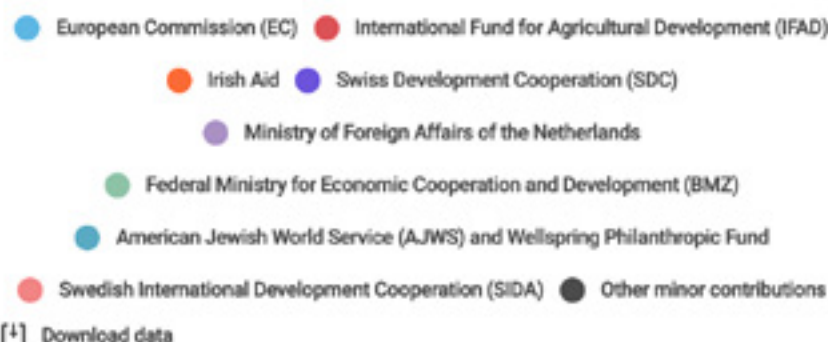 European Commission (EC) International Fund for Agricultural Development (IFAD)
Irish Aid Swiss Development Cooperation (SDC)
Ministry of Foreign Affairs of the Netherlands
Federal Ministry for Economic Cooperation and Development (BMZ)
American Jewish World Service (AJWS) and Wellspring Philanthropic Fund
Swedish International Development Cooperation (SIDA) Other minor contributions
[↓] Download data